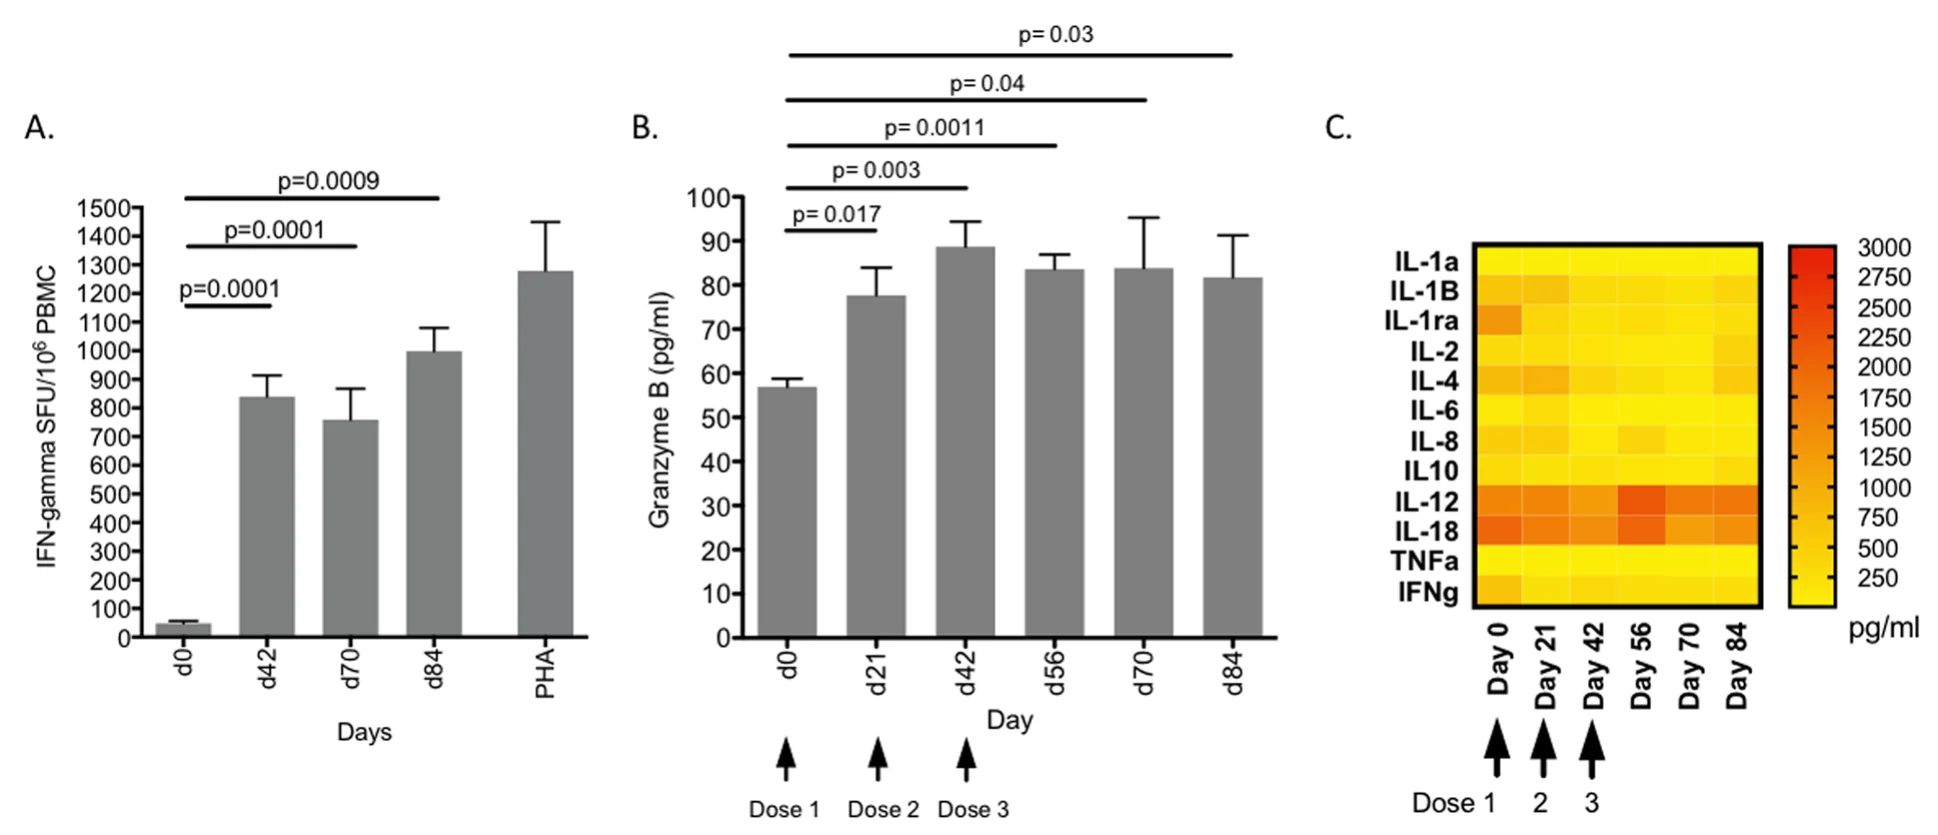 A.
p=0.0009
p=0.0001
p=0.0001
IFN-gamma SFU/10⁶ PBMC
1500
1400
1300
1200
1100
1000
900
800
700
600
500
400
300
200
100
0
d0
d42
d70
d84
PHA
Days
B.
p= 0.03
p= 0.04
p= 0.0011
p= 0.003
p= 0.017
Granzyme B (pg/ml)
100
90
80
70
60
50
40
30
20
10
0
d0
d21
d42
d56
d70
d84
Day
Dose 1
Dose 2
Dose 3
C.
IL-1a
IL-1B
IL-1ra
IL-2
IL-4
IL-6
IL-8
IL10
IL-12
IL-18
TNFa
IFNg
Day 0
Day 21
Day 42
Day 56
Day 70
Day 84
Dose 1
2
3
3000
2750
2500
2250
2000
1750
1500
1250
1000
750
500
250
pg/ml